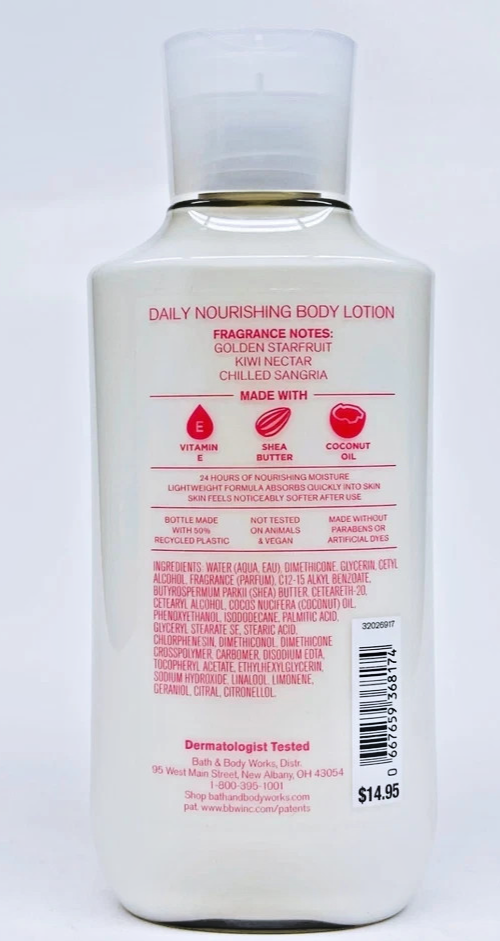 DAILY NOURISHING BODY LOTION
FRAGRANCE NOTES:
GOLDEN STARFRUIT
KIWI NECTAR
CHILLED SANGRIA
MADE WITH
E
VITAMIN E
SHEA BUTTER
COCONUT OIL
24 HOURS OF NOURISHING MOISTURE
LIGHTWEIGHT FORMULA ABSORBS QUICKLY INTO SKIN
SKIN FEELS NOTICEABLY SOFTER AFTER USE
BOTTLE MADE WITH 50% RECYCLED PLASTIC
NOT TESTED ON ANIMALS & VEGAN
MADE WITHOUT PARABENS OR ARTIFICIAL DYES
INGREDIENTS: WATER (AQUA, EAU), DIMETHICONE, GLYCERIN, CETYL
ALCOHOL, FRAGRANCE (PARFUM), C12-15 ALKYL BENZOATE,
BUTYROSPERMUM PARKII (SHEA) BUTTER, CETEARETH-20,
CETEARYL ALCOHOL, COCOS NUCIFERA (COCONUT) OIL,
PHENOXYETHANOL, ISODODECANE, PALMITIC ACID,
GLYCERYL STEARATE SE, STEARIC ACID,
CHLORPHENESIN, DIMETHICONOL, DIMETHICONE
CROSSPOLYMER, CARBOMER, DISODIUM EDTA,
TOCOPHERYL ACETATE, ETHYLHEXYLGLYCERIN,
SODIUM HYDROXIDE, LINALOOL, LIMONENE,
GERANIOL, CITRAL, CITRONELLOL.
32026917
0 667659 368174
$14.95
Dermatologist Tested
Bath & Body Works, Distr.
95 West Main Street, New Albany, OH 43054
1-800-395-1001
Shop bathandbodyworks.com
pat. www.bbwinc.com/patents